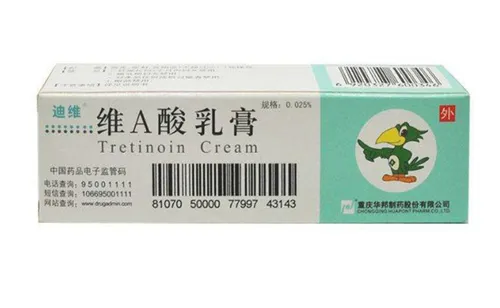 迪维®
维A酸乳膏
规格: 0.025%
Tretinoin Cream
外
中国药品电子监管码
电话查询: 95001111
短信查询: 106695001111
网站查询: www.drugadmin.com
81070 50000 77997 43143
重庆华邦制药股份有限公司
CHONGQING HUAPONT PHARM CO.,LTD.